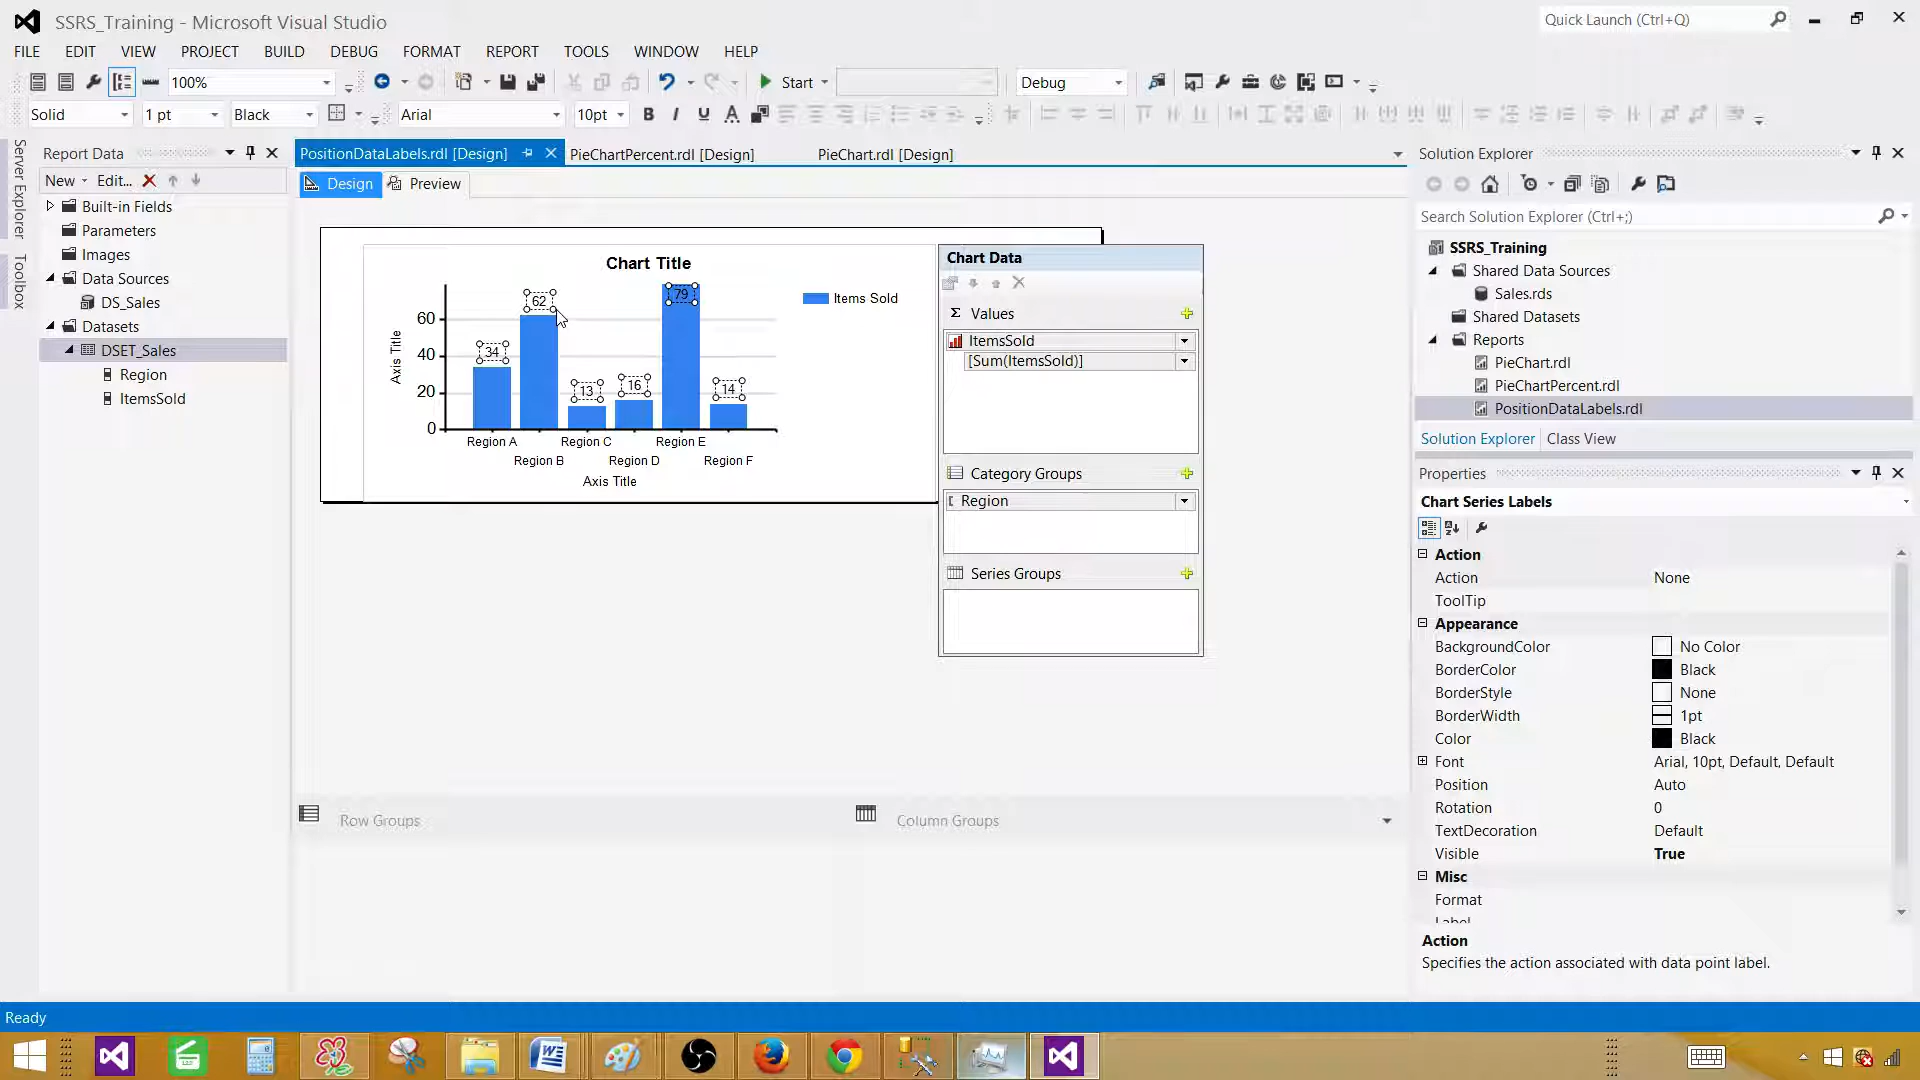 SSRS_Training - Microsoft Visual Studio
Quick Launch (Ctrl+Q)
FILE EDIT VIEW PROJECT BUILD DEBUG FORMAT REPORT TOOLS WINDOW HELP
100% Start Debug
Solid 1 pt Black Arial 10pt B I U A
Server Explorer
Toolbox
Report Data
New Edit...
Built-in Fields
Parameters
Images
Data Sources
DS_Sales
Datasets
DSET_Sales
Region
ItemsSold
PositionDataLabels.rdl [Design] PieChartPercent.rdl [Design] PieChart.rdl [Design]
Design Preview
Chart Title
Items Sold
Axis Title
60
40
20
0
34
62
13
16
79
14
Region A Region C Region E
Region B Region D Region F
Axis Title
Chart Data
Σ Values
ItemsSold
[Sum(ItemsSold)]
Category Groups
Region
Series Groups
Row Groups Column Groups
Solution Explorer
Search Solution Explorer (Ctrl+;)
SSRS_Training
Shared Data Sources
Sales.rds
Shared Datasets
Reports
PieChart.rdl
PieChartPercent.rdl
PositionDataLabels.rdl
Solution Explorer Class View
Properties
Chart Series Labels
Action
Action None
ToolTip
Appearance
BackgroundColor No Color
BorderColor Black
BorderStyle None
BorderWidth 1pt
Color Black
Font Arial, 10pt, Default, Default
Position Auto
Rotation 0
TextDecoration Default
Visible True
Misc
Format
Label
Action
Specifies the action associated with data point label.
Ready